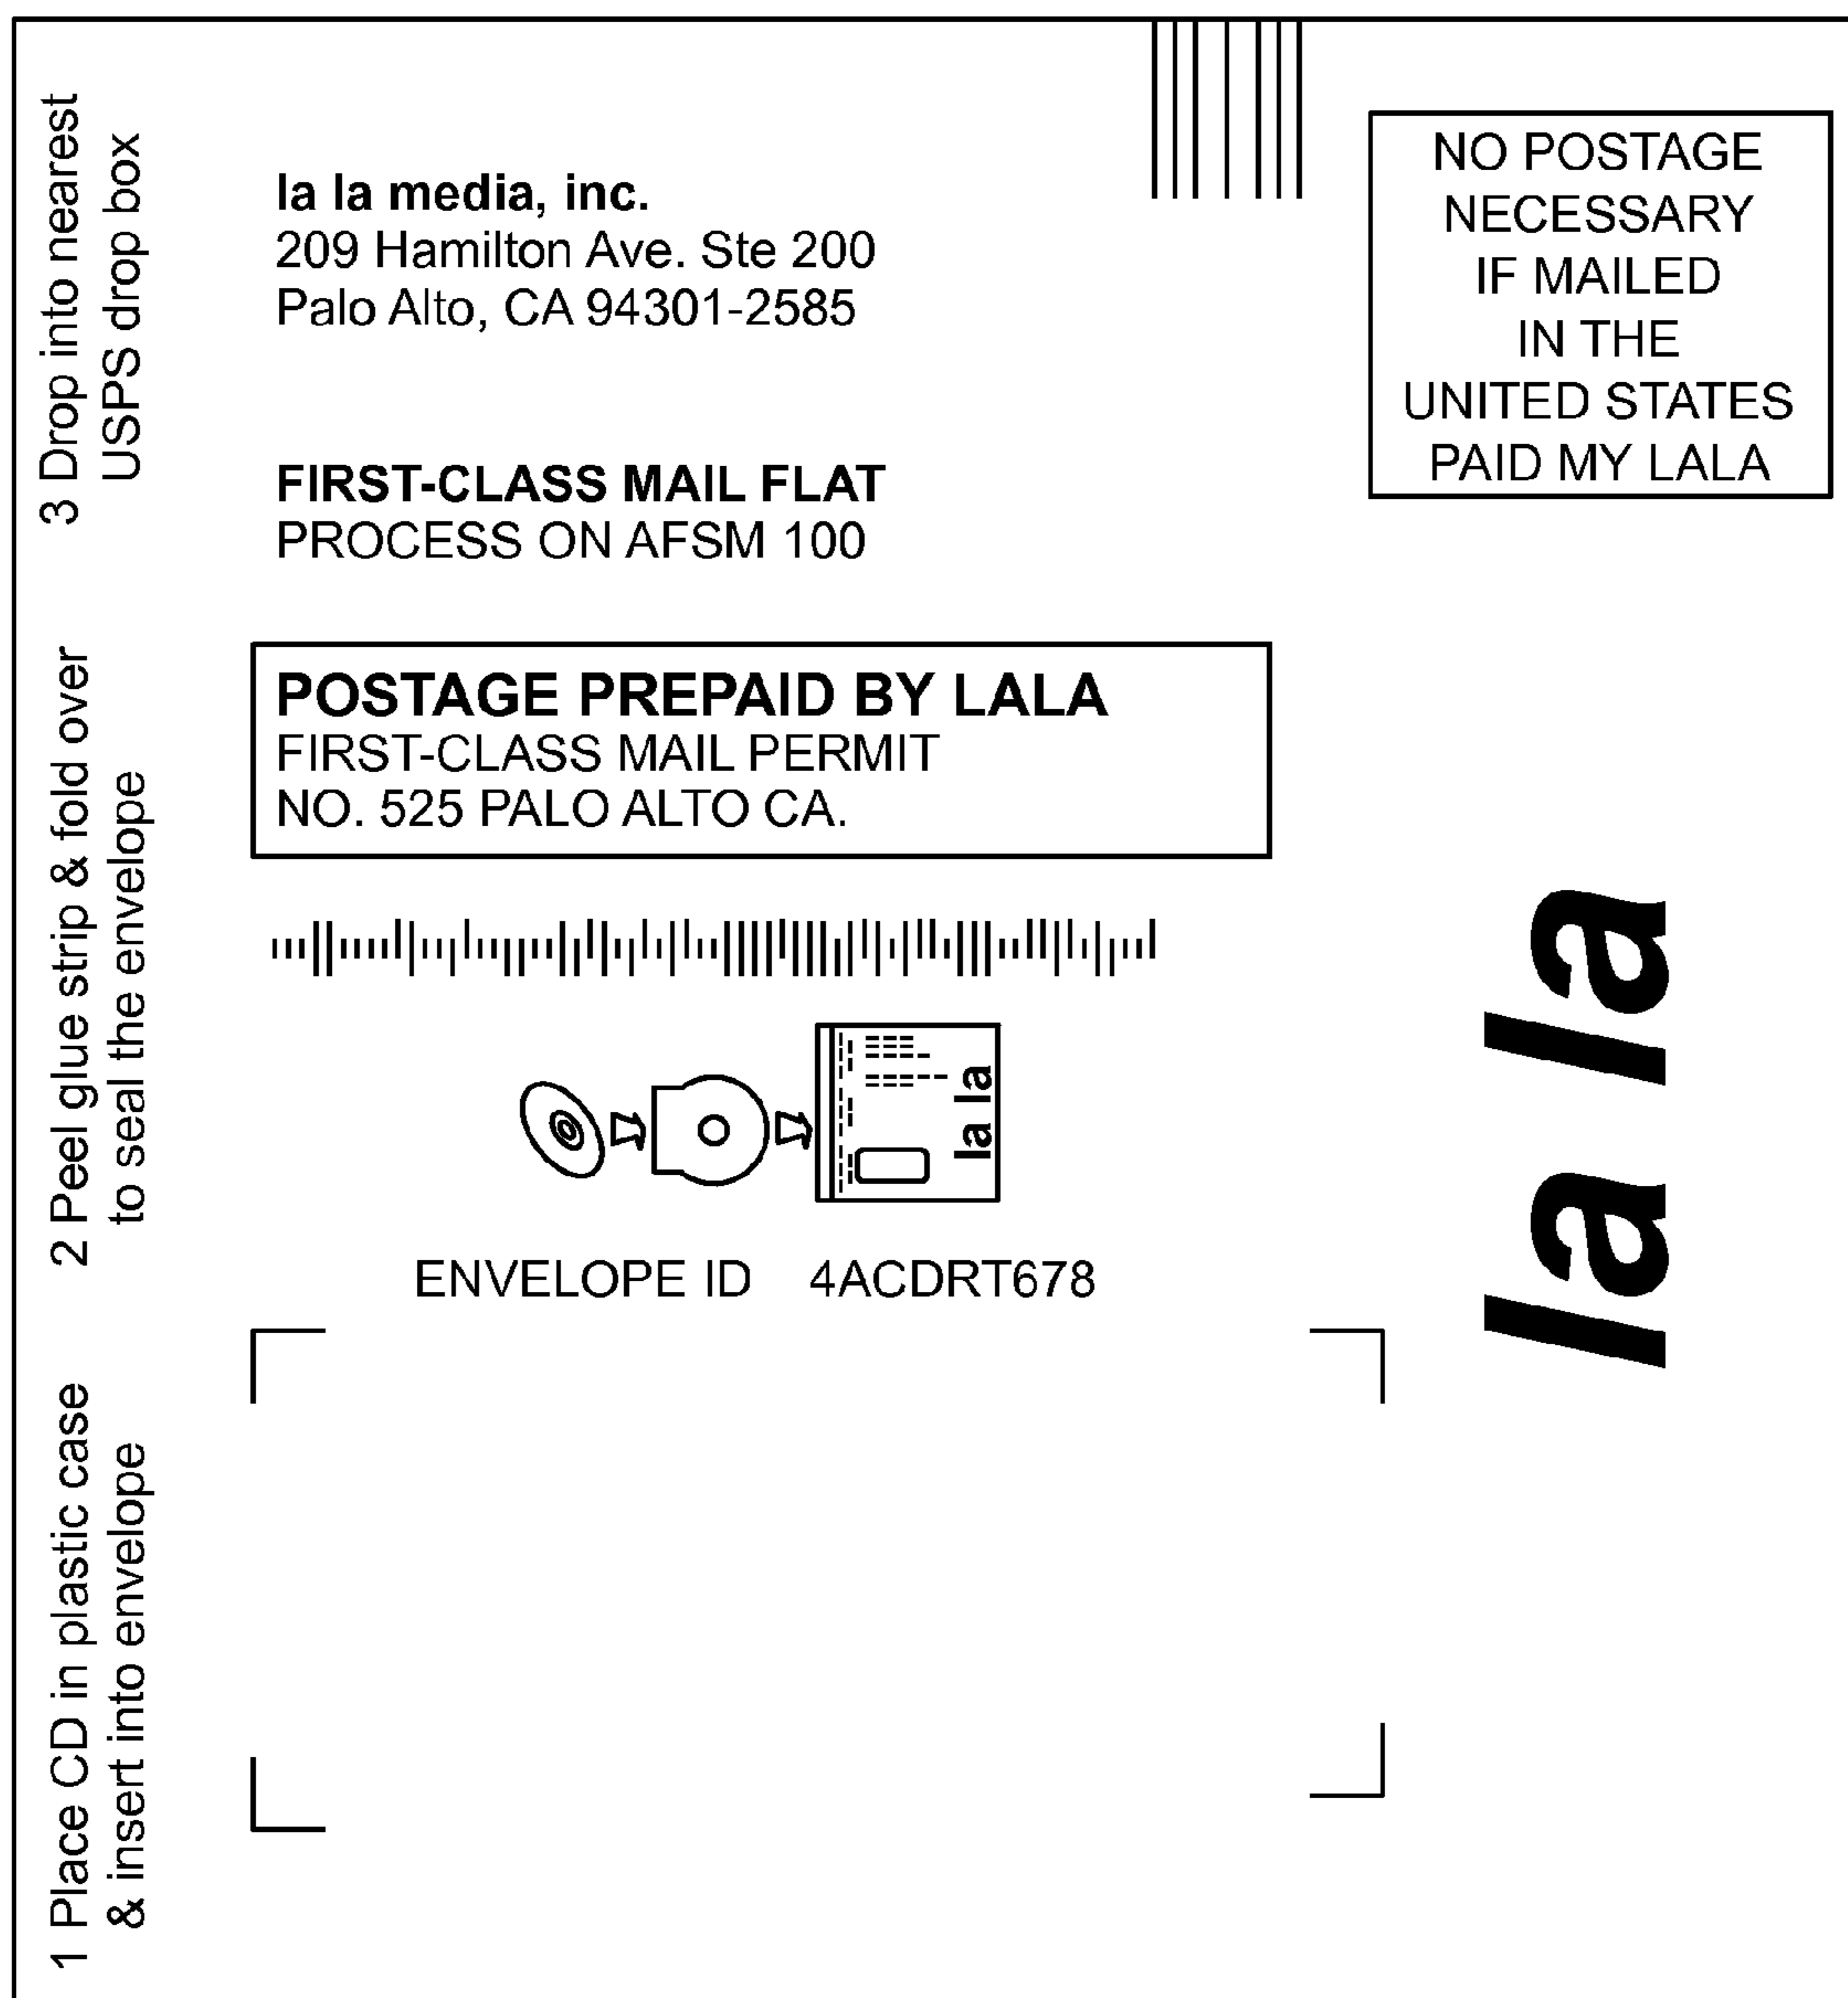 la la media, inc.
209 Hamilton Ave. Ste 200
Palo Alto, CA 94301-2585
NO POSTAGE
NECESSARY
IF MAILED
IN THE
UNITED STATES
PAID MY LALA
FIRST-CLASS MAIL FLAT
PROCESS ON AFSM 100
POSTAGE PREPAID BY LALA
FIRST-CLASS MAIL PERMIT
NO. 525 PALO ALTO CA.
la la
ENVELOPE ID 4ACDRT678
la la
1 Place CD in plastic case
& insert into envelope
2 Peel glue strip & fold over
to seal the envelope
3 Drop into nearest
USPS drop box